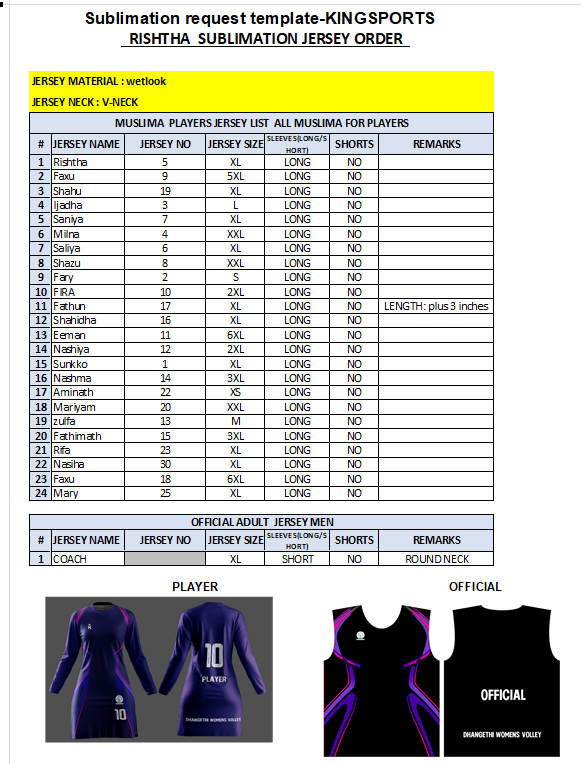 Sublimation request template-KINGSPORTS
RISHTHA SUBLIMATION JERSEY ORDER
JERSEY MATERIAL : wetlook
JERSEY NECK : V-NECK
MUSLIMA PLAYERS JERSEY LIST ALL MUSLIMA FOR PLAYERS
# JERSEY NAME JERSEY NO JERSEY SIZE SLEEVES(LONG/SHORT) SHORTS REMARKS
1 Rishtha 5 XL LONG NO
2 Faxu 9 5XL LONG NO
3 Shahu 19 XL LONG NO
4 Ijadha 3 L LONG NO
5 Saniya 7 XL LONG NO
6 Milna 4 XXL LONG NO
7 Saliya 6 XL LONG NO
8 Shazu 8 XXL LONG NO
9 Fary 2 S LONG NO
10 FIRA 10 2XL LONG NO
11 Fathun 17 XL LONG NO LENGTH: plus 3 inches
12 Shahidha 16 XL LONG NO
13 Eeman 11 6XL LONG NO
14 Nashiya 12 2XL LONG NO
15 Sunkko 1 XL LONG NO
16 Nashma 14 3XL LONG NO
17 Aminath 22 XS LONG NO
18 Mariyam 20 XXL LONG NO
19 zulfa 13 M LONG NO
20 Fathimath 15 3XL LONG NO
21 Rifa 23 XL LONG NO
22 Nasiha 30 XL LONG NO
23 Faxu 18 6XL LONG NO
24 Mary 25 XL LONG NO
OFFICIAL ADULT JERSEY MEN
# JERSEY NAME JERSEY NO JERSEY SIZE SLEEVES(LONG/SHORT) SHORTS REMARKS
1 COACH XL SHORT NO ROUND NECK
PLAYER OFFICIAL
10
10
PLAYER
DHANGETHI WOMENS VOLLEY
OFFICIAL
DHANGETHI WOMENS VOLLEY